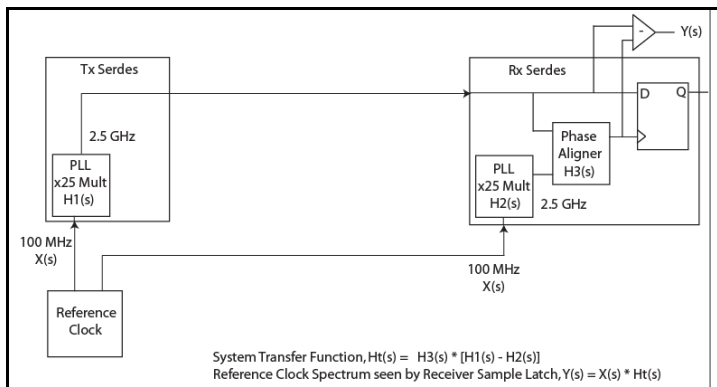 Y(s)
-
Tx Serdes
Rx Serdes
D
Q
2.5 GHz
Phase
Aligner
H3(s)
PLL
x25 Mult
H1(s)
PLL
x25 Mult
H2(s)
2.5 GHz
100 MHz
X(s)
100 MHz
X(s)
Reference
Clock
System Transfer Function, Ht(s) = H3(s) * [H1(s) - H2(s)]
Reference Clock Spectrum seen by Receiver Sample Latch, Y(s) = X(s) * Ht(s)